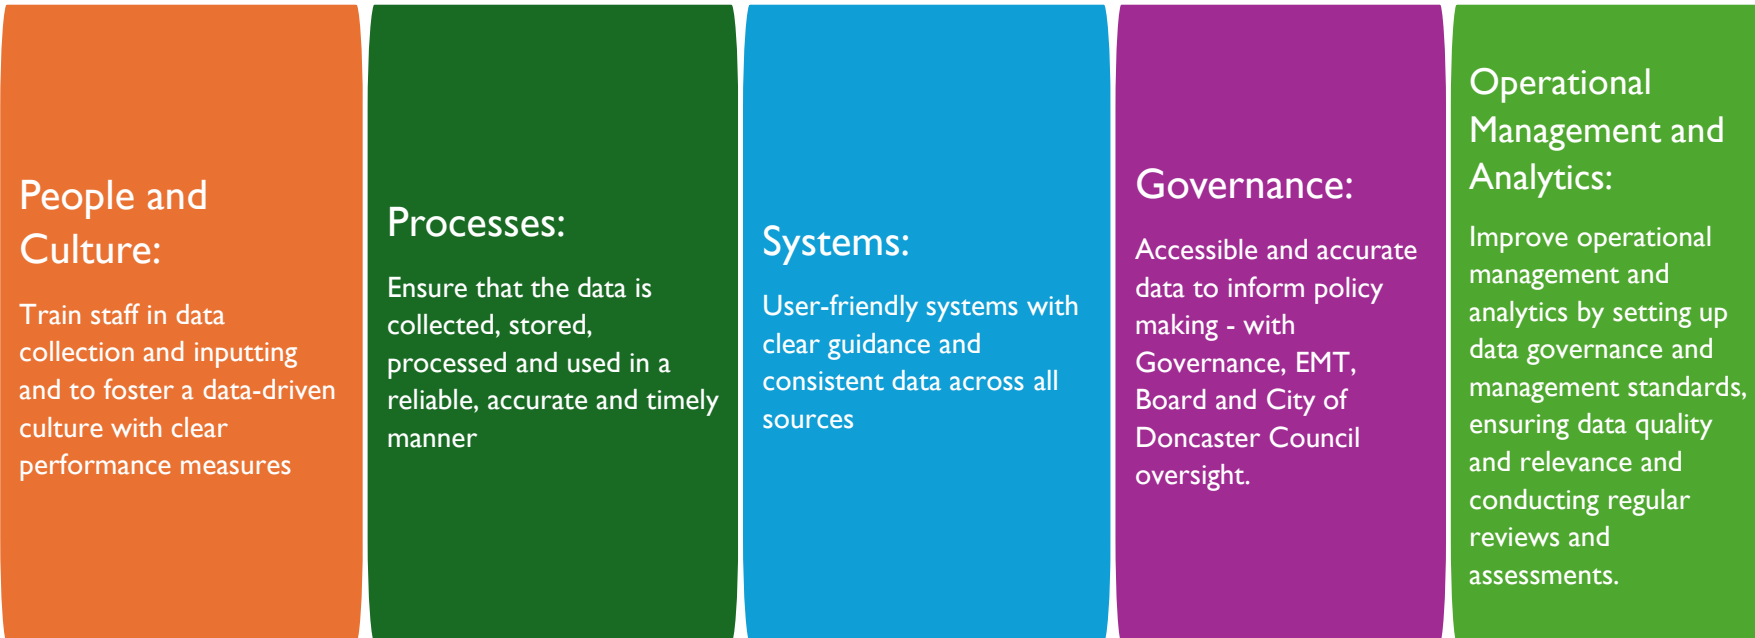 People and
Culture:
Train staff in data
collection and inputting
and to foster a data-driven
culture with clear
performance measures
Processes:
Ensure that the data is
collected, stored,
processed and used in a
reliable, accurate and timely
manner
Systems:
User-friendly systems with
clear guidance and
consistent data across all
sources
Governance:
Accessible and accurate
data to inform policy
making - with
Governance, EMT,
Board and City of
Doncaster Council
oversight.
Operational
Management and
Analytics:
Improve operational
management and
analytics by setting up
data governance and
management standards,
ensuring data quality
and relevance and
conducting regular
reviews and
assessments.